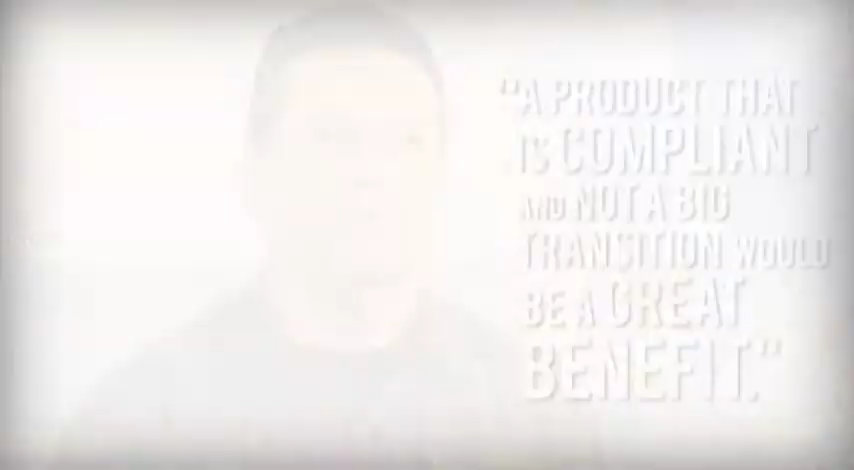 "A PRODUCT THAT
IS COMPLIANT
AND NOT A BIG
TRANSITION WOULD
BE A GREAT
BENEFIT."